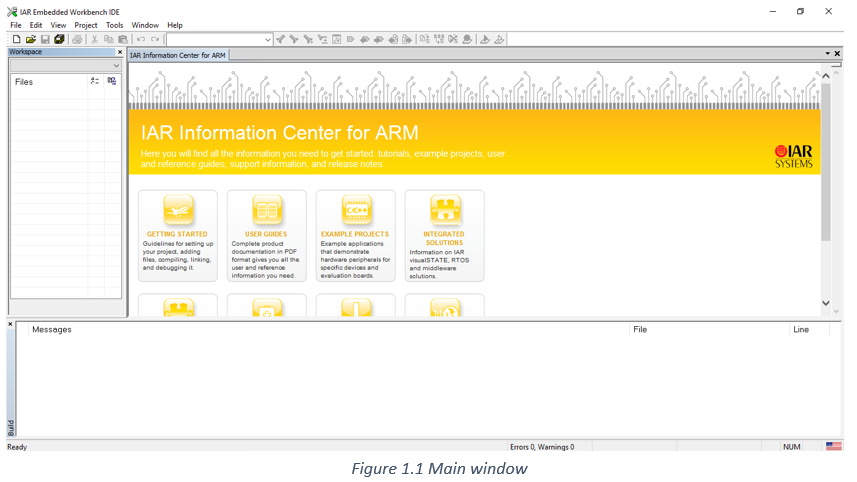 IAR Embedded Workbench IDE
File Edit View Project Tools Window Help
Workspace
IAR Information Center for ARM
Files
IAR Information Center for ARM
Here you will find all the information you need to get started: tutorials, example projects, user
and reference guides, support information, and release notes.
IAR
SYSTEMS
GETTING STARTED
Guidelines for setting up
your project, adding
files, compiling, linking,
and debugging it.
USER GUIDES
Complete product
documentation in PDF
format gives you all the
user and reference
information you need.
C/C++
EXAMPLE PROJECTS
Example applications
that demonstrate
hardware peripherals for
specific devices and
evaluation boards.
INTEGRATED
SOLUTIONS
Information on IAR
visualSTATE, RTOS
and middleware
solutions.
Messages File Line
Build
Ready Errors 0, Warnings 0 NUM
Figure 1.1 Main window